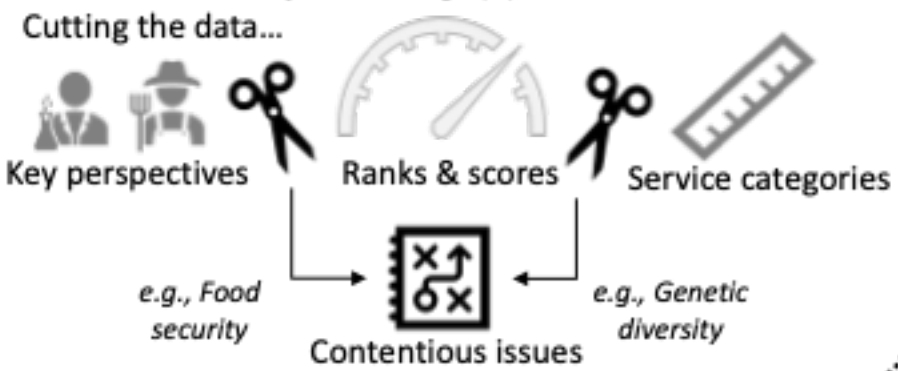 Cutting the data...
Key perspectives
Ranks & scores
Service categories
e.g., Food
security
e.g., Genetic
diversity
Contentious issues